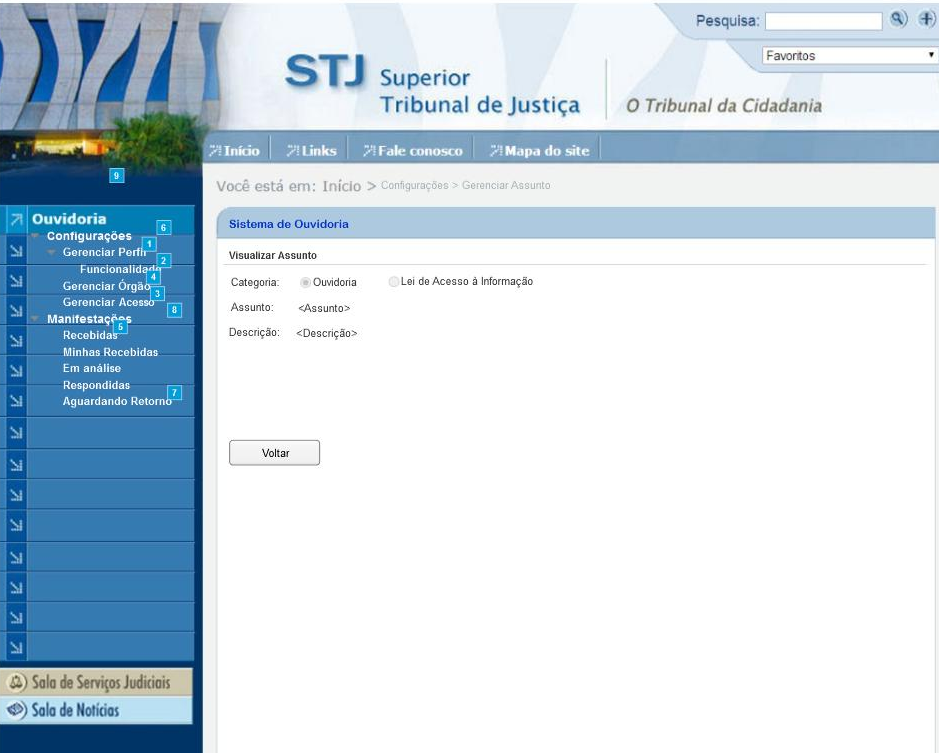 Pesquisa:
Favoritos
STJ Superior
Tribunal de Justiça
O Tribunal da Cidadania
Início Links Fale conosco Mapa do site
9
Você está em: Início > Configurações > Gerenciar Assunto
Ouvidoria
6
Configurações
1
Gerenciar Perfil
2
Funcionalidade
4
Gerenciar Órgão
3
Gerenciar Acesso
8
Manifestações
5
Recebidas
Minhas Recebidas
Em análise
Respondidas
7
Aguardando Retorno
Sala de Serviços Judiciais
Sala de Notícias
Sistema de Ouvidoria
Visualizar Assunto
Categoria: Ouvidoria Lei de Acesso à Informação
Assunto: <Assunto>
Descrição: <Descrição>
Voltar